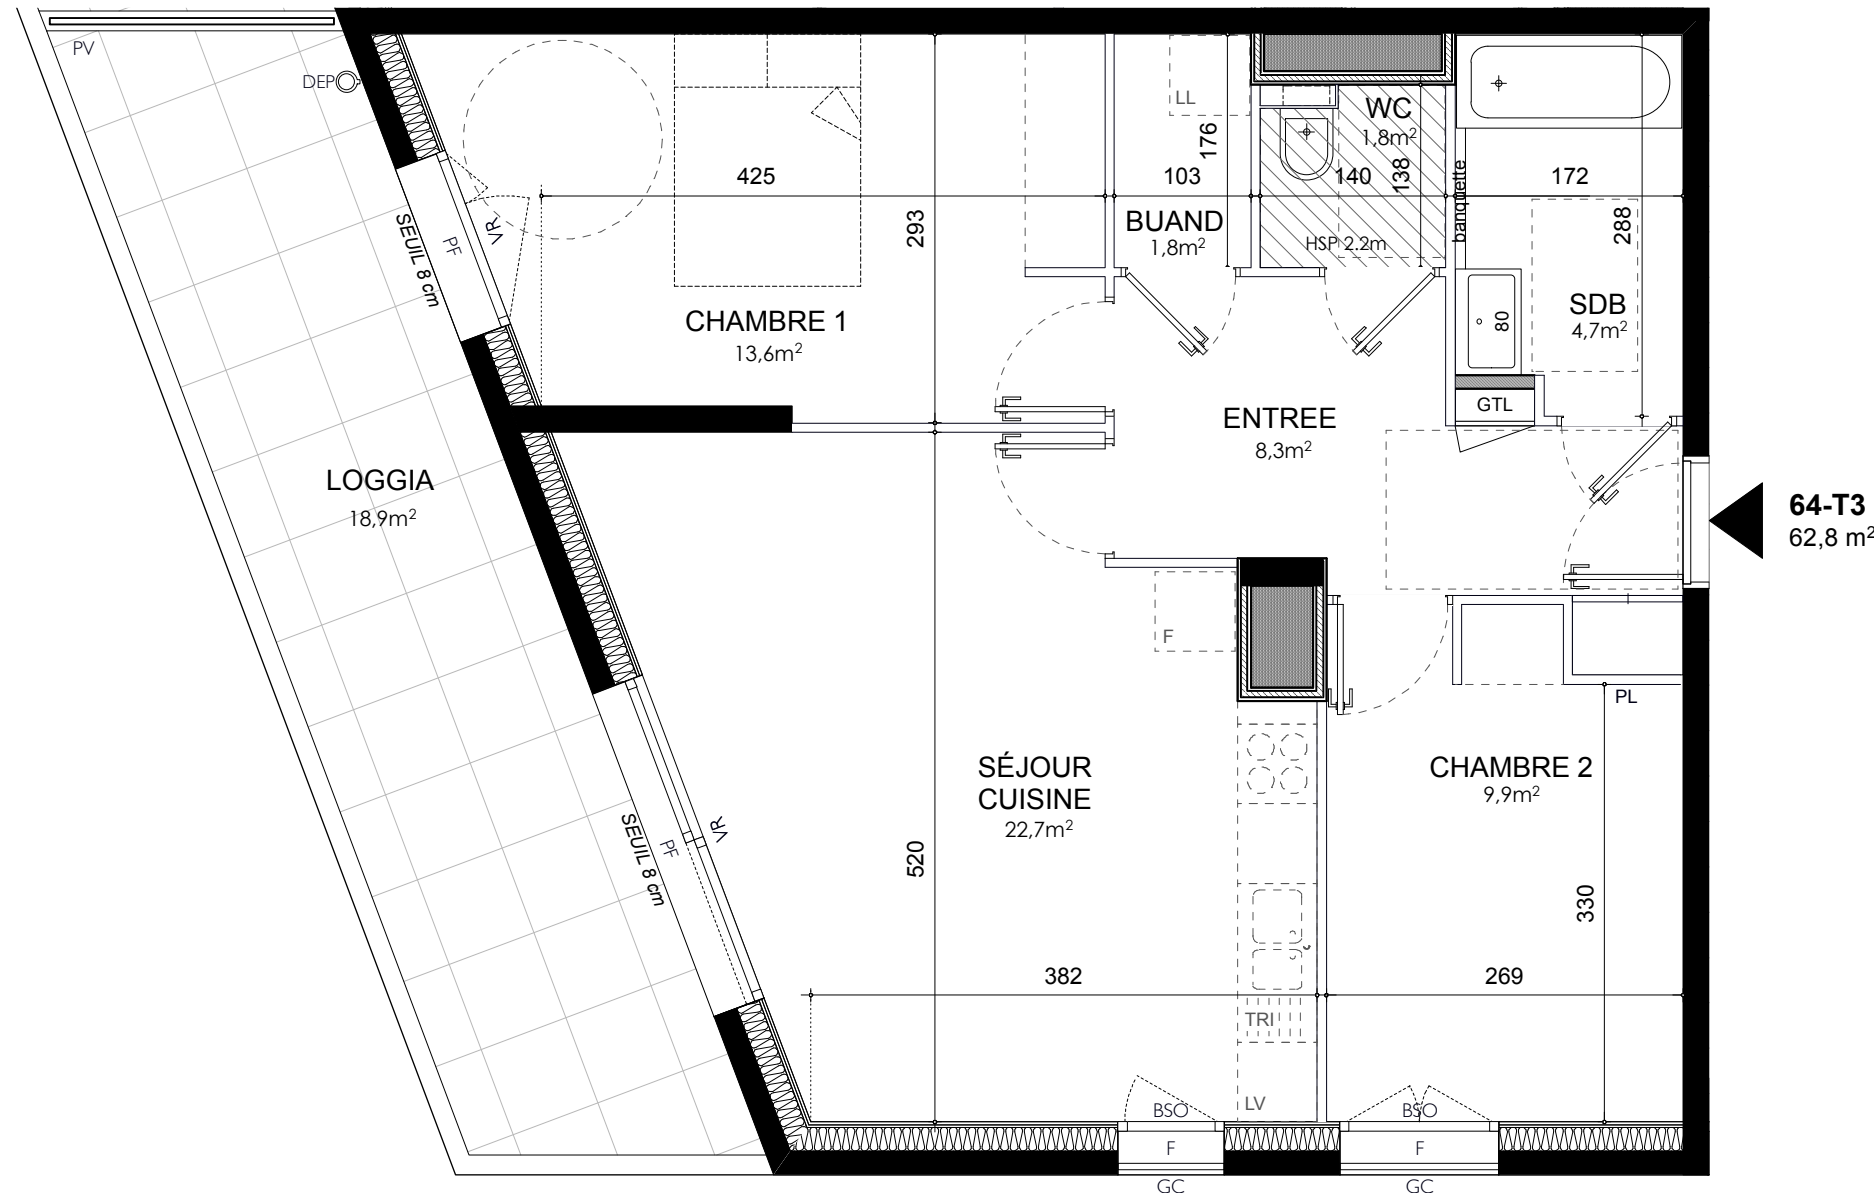 PV
DEP
LL
WC
1,8m²
176
138
banquette
425
103
140
172
293
288
BUAND
1,8m²
HSP 2.2m
VR
PF
SEUIL 8 cm
SDB
4,7m²
80
CHAMBRE 1
13,6m²
GTL
ENTREE
8,3m²
LOGGIA
18,9m²
64-T3
62,8 m²
F
PL
SÉJOUR
CUISINE
22,7m²
CHAMBRE 2
9,9m²
VR
PF
SEUIL 8 cm
520
330
382
269
TRI
LV
BSO
BSO
F
F
GC
GC